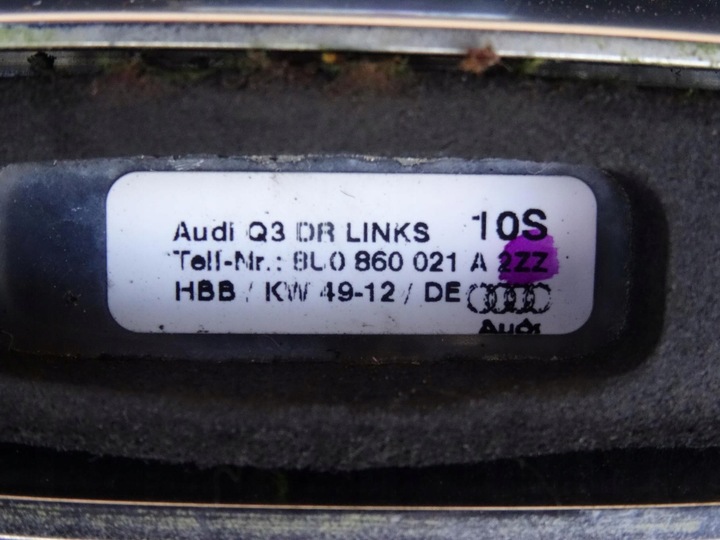 Audi Q3 DR LINKS 10S
Teil-Nr.: 8U0 860 021 A 2ZZ
HBB / KW 49-12 / DE
Audi